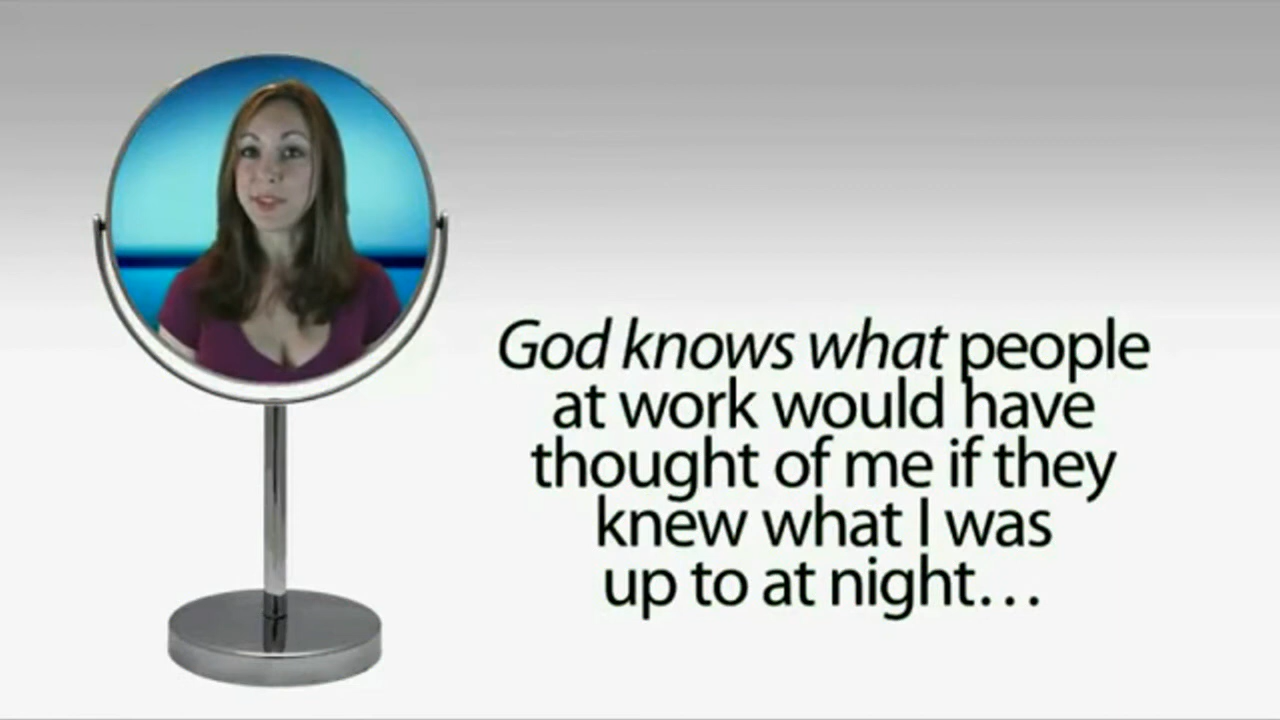 God knows what people
at work would have
thought of me if they
knew what I was
up to at night…